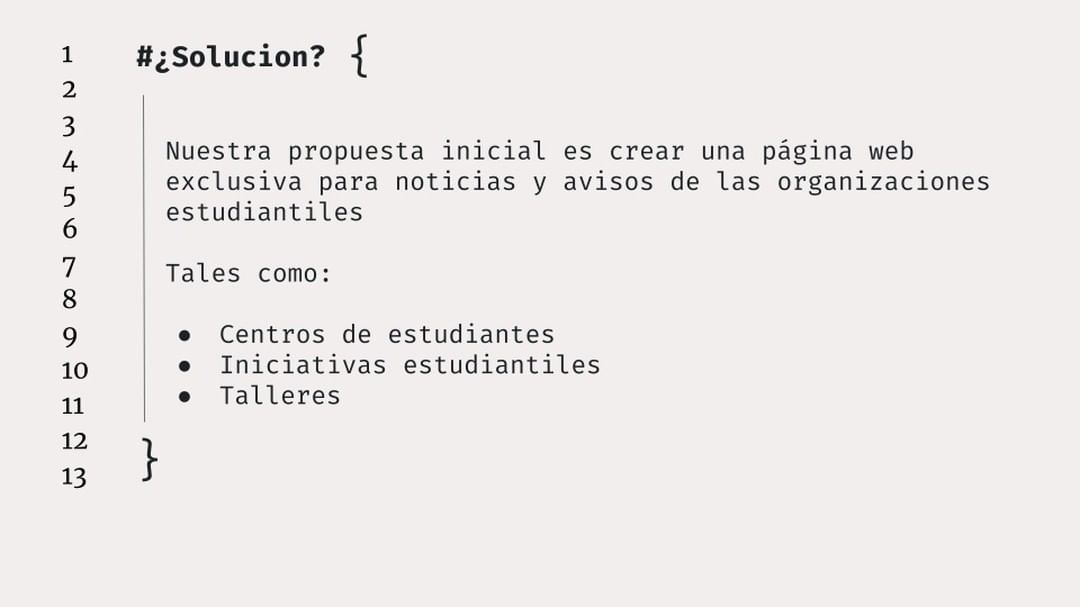 1 #¿Solucion? {
2
3
4 Nuestra propuesta inicial es crear una página web
5 exclusiva para noticias y avisos de las organizaciones
6 estudiantiles
7 Tales como:
8
9 ● Centros de estudiantes
10 ● Iniciativas estudiantiles
11 ● Talleres
12 }
13